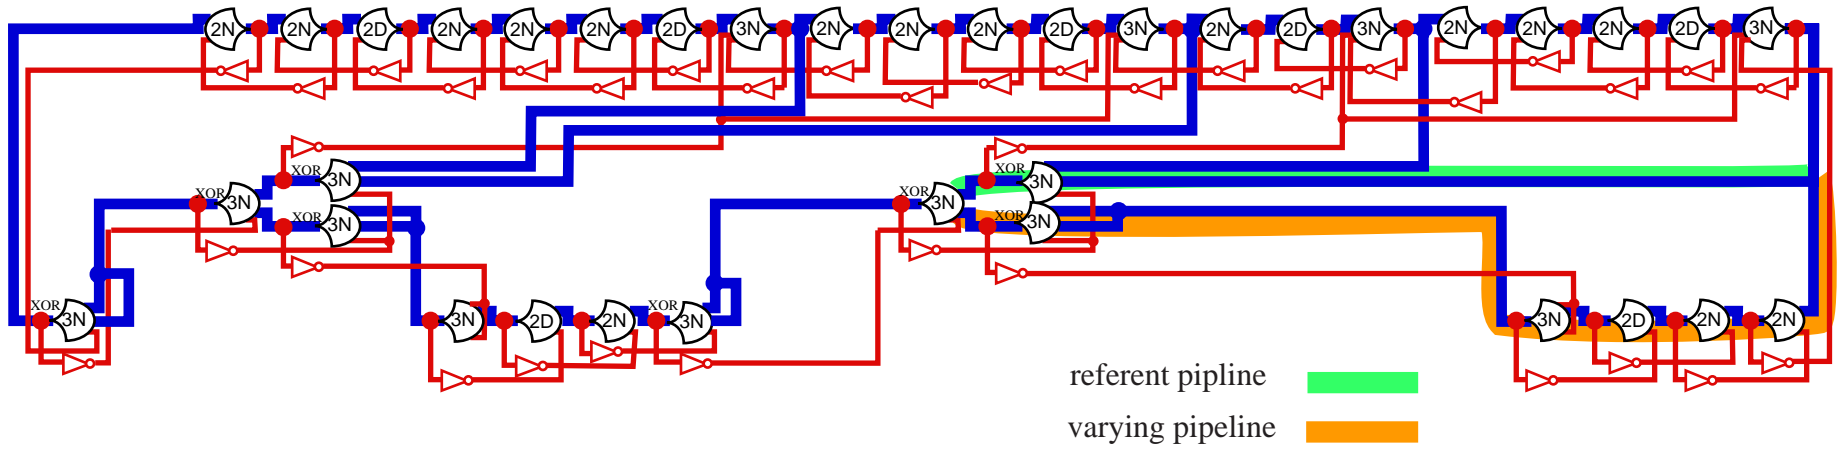 2N 2N 2D 2N 2N 2N 2D 3N 2N 2N 2N 2D 3N 2N 2D 3N 2N 2N 2N 2D 3N
XOR 3N XOR 3N
XOR 3N XOR 3N
XOR 3N XOR 3N
XOR 3N 3N 2D 2N XOR 3N 3N 2D 2N 2N
referent pipline
varying pipeline